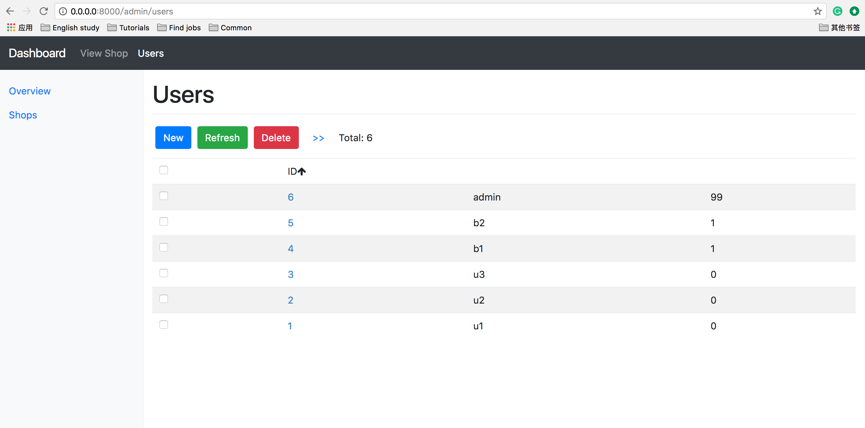 0.0.0.0:8000/admin/users
应用 English study Tutorials Find jobs Common 其他书签
Dashboard View Shop Users
Overview
Shops
Users
New Refresh Delete >> Total: 6
ID
6 admin 99
5 b2 1
4 b1 1
3 u3 0
2 u2 0
1 u1 0